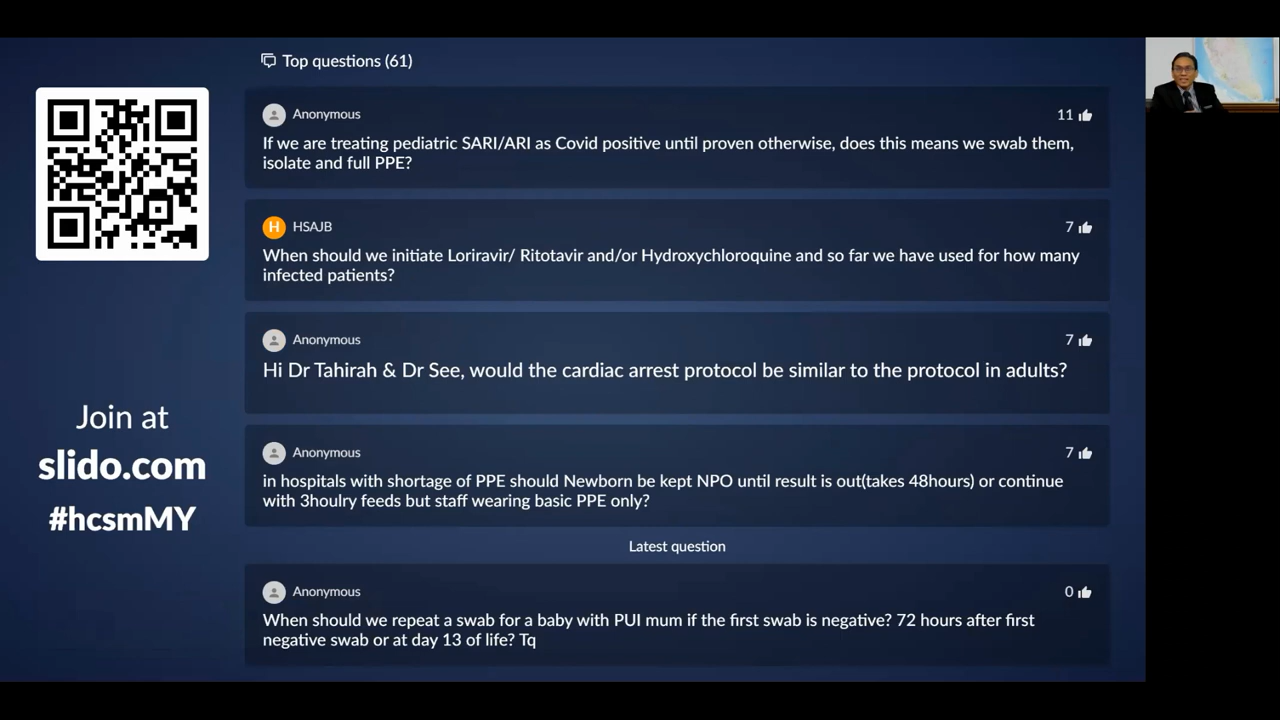 Top questions (61)
Anonymous
11
If we are treating pediatric SARI/ARI as Covid positive until proven otherwise, does this means we swab them,
isolate and full PPE?
H
HSAJB
7
When should we initiate Loriravir/ Ritotavir and/or Hydroxychloroquine and so far we have used for how many
infected patients?
Anonymous
7
Hi Dr Tahirah & Dr See, would the cardiac arrest protocol be similar to the protocol in adults?
Anonymous
7
in hospitals with shortage of PPE should Newborn be kept NPO until result is out(takes 48hours) or continue
with 3houlry feeds but staff wearing basic PPE only?
Latest question
Anonymous
0
When should we repeat a swab for a baby with PUI mum if the first swab is negative? 72 hours after first
negative swab or at day 13 of life? Tq
Join at
slido.com
#hcsmMY